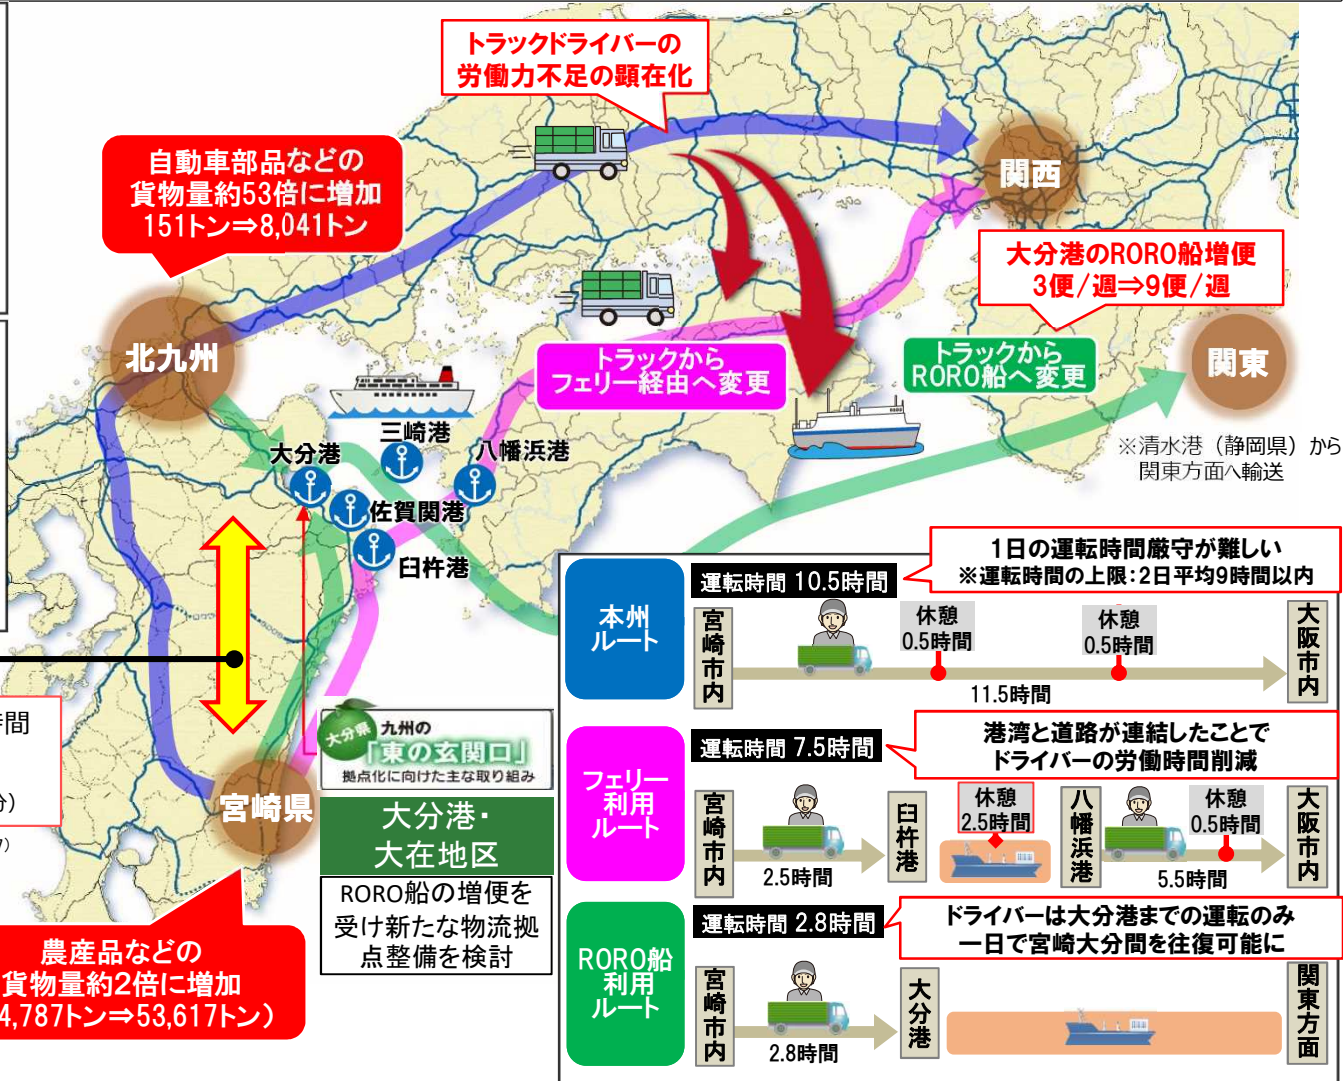 トラックドライバーの
労働力不足の顕在化
自動車部品などの
貨物量約53倍に増加
151トン⇒8,041トン
関西
大分港のRORO船増便
3便/週⇒9便/週
北九州
トラックから
フェリー経由へ変更
トラックから
RORO船へ変更
関東
※清水港（静岡県）から
関東方面へ輸送
三崎港
大分港
八幡浜港
佐賀関港
臼杵港
宮崎県
大分県
九州の
「東の玄関口」
拠点化に向けた主な取り組み
大分港・
大在地区
RORO船の増便を
受け新たな物流拠
点整備を検討
農産品などの
貨物量約2倍に増加
4,787トン⇒53,617トン）
時間
分）
本州
ルート
運転時間 10.5時間
1日の運転時間厳守が難しい
※運転時間の上限：2日平均9時間以内
宮崎市内
休憩
0.5時間
休憩
0.5時間
大阪市内
11.5時間
フェリー
利用
ルート
運転時間 7.5時間
港湾と道路が連結したことで
ドライバーの労働時間削減
宮崎市内
2.5時間
臼杵港
休憩
2.5時間
八幡浜港
休憩
0.5時間
5.5時間
大阪市内
RORO船
利用
ルート
運転時間 2.8時間
ドライバーは大分港までの運転のみ
一日で宮崎大分間を往復可能に
宮崎市内
2.8時間
大分港
関東方面